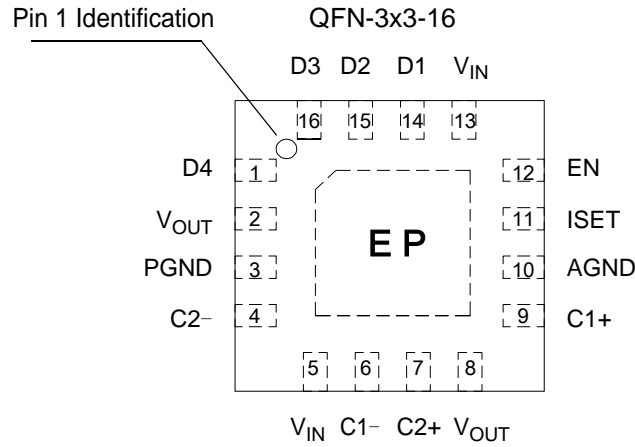 Pin 1 Identification
QFN-3x3-16
D3 D2 D1 VIN
16 15 14 13
D4 1 12 EN
VOUT 2 11 ISET
PGND 3 10 AGND
C2− 4 9 C1+
EP
5 6 7 8
VIN C1− C2+ VOUT